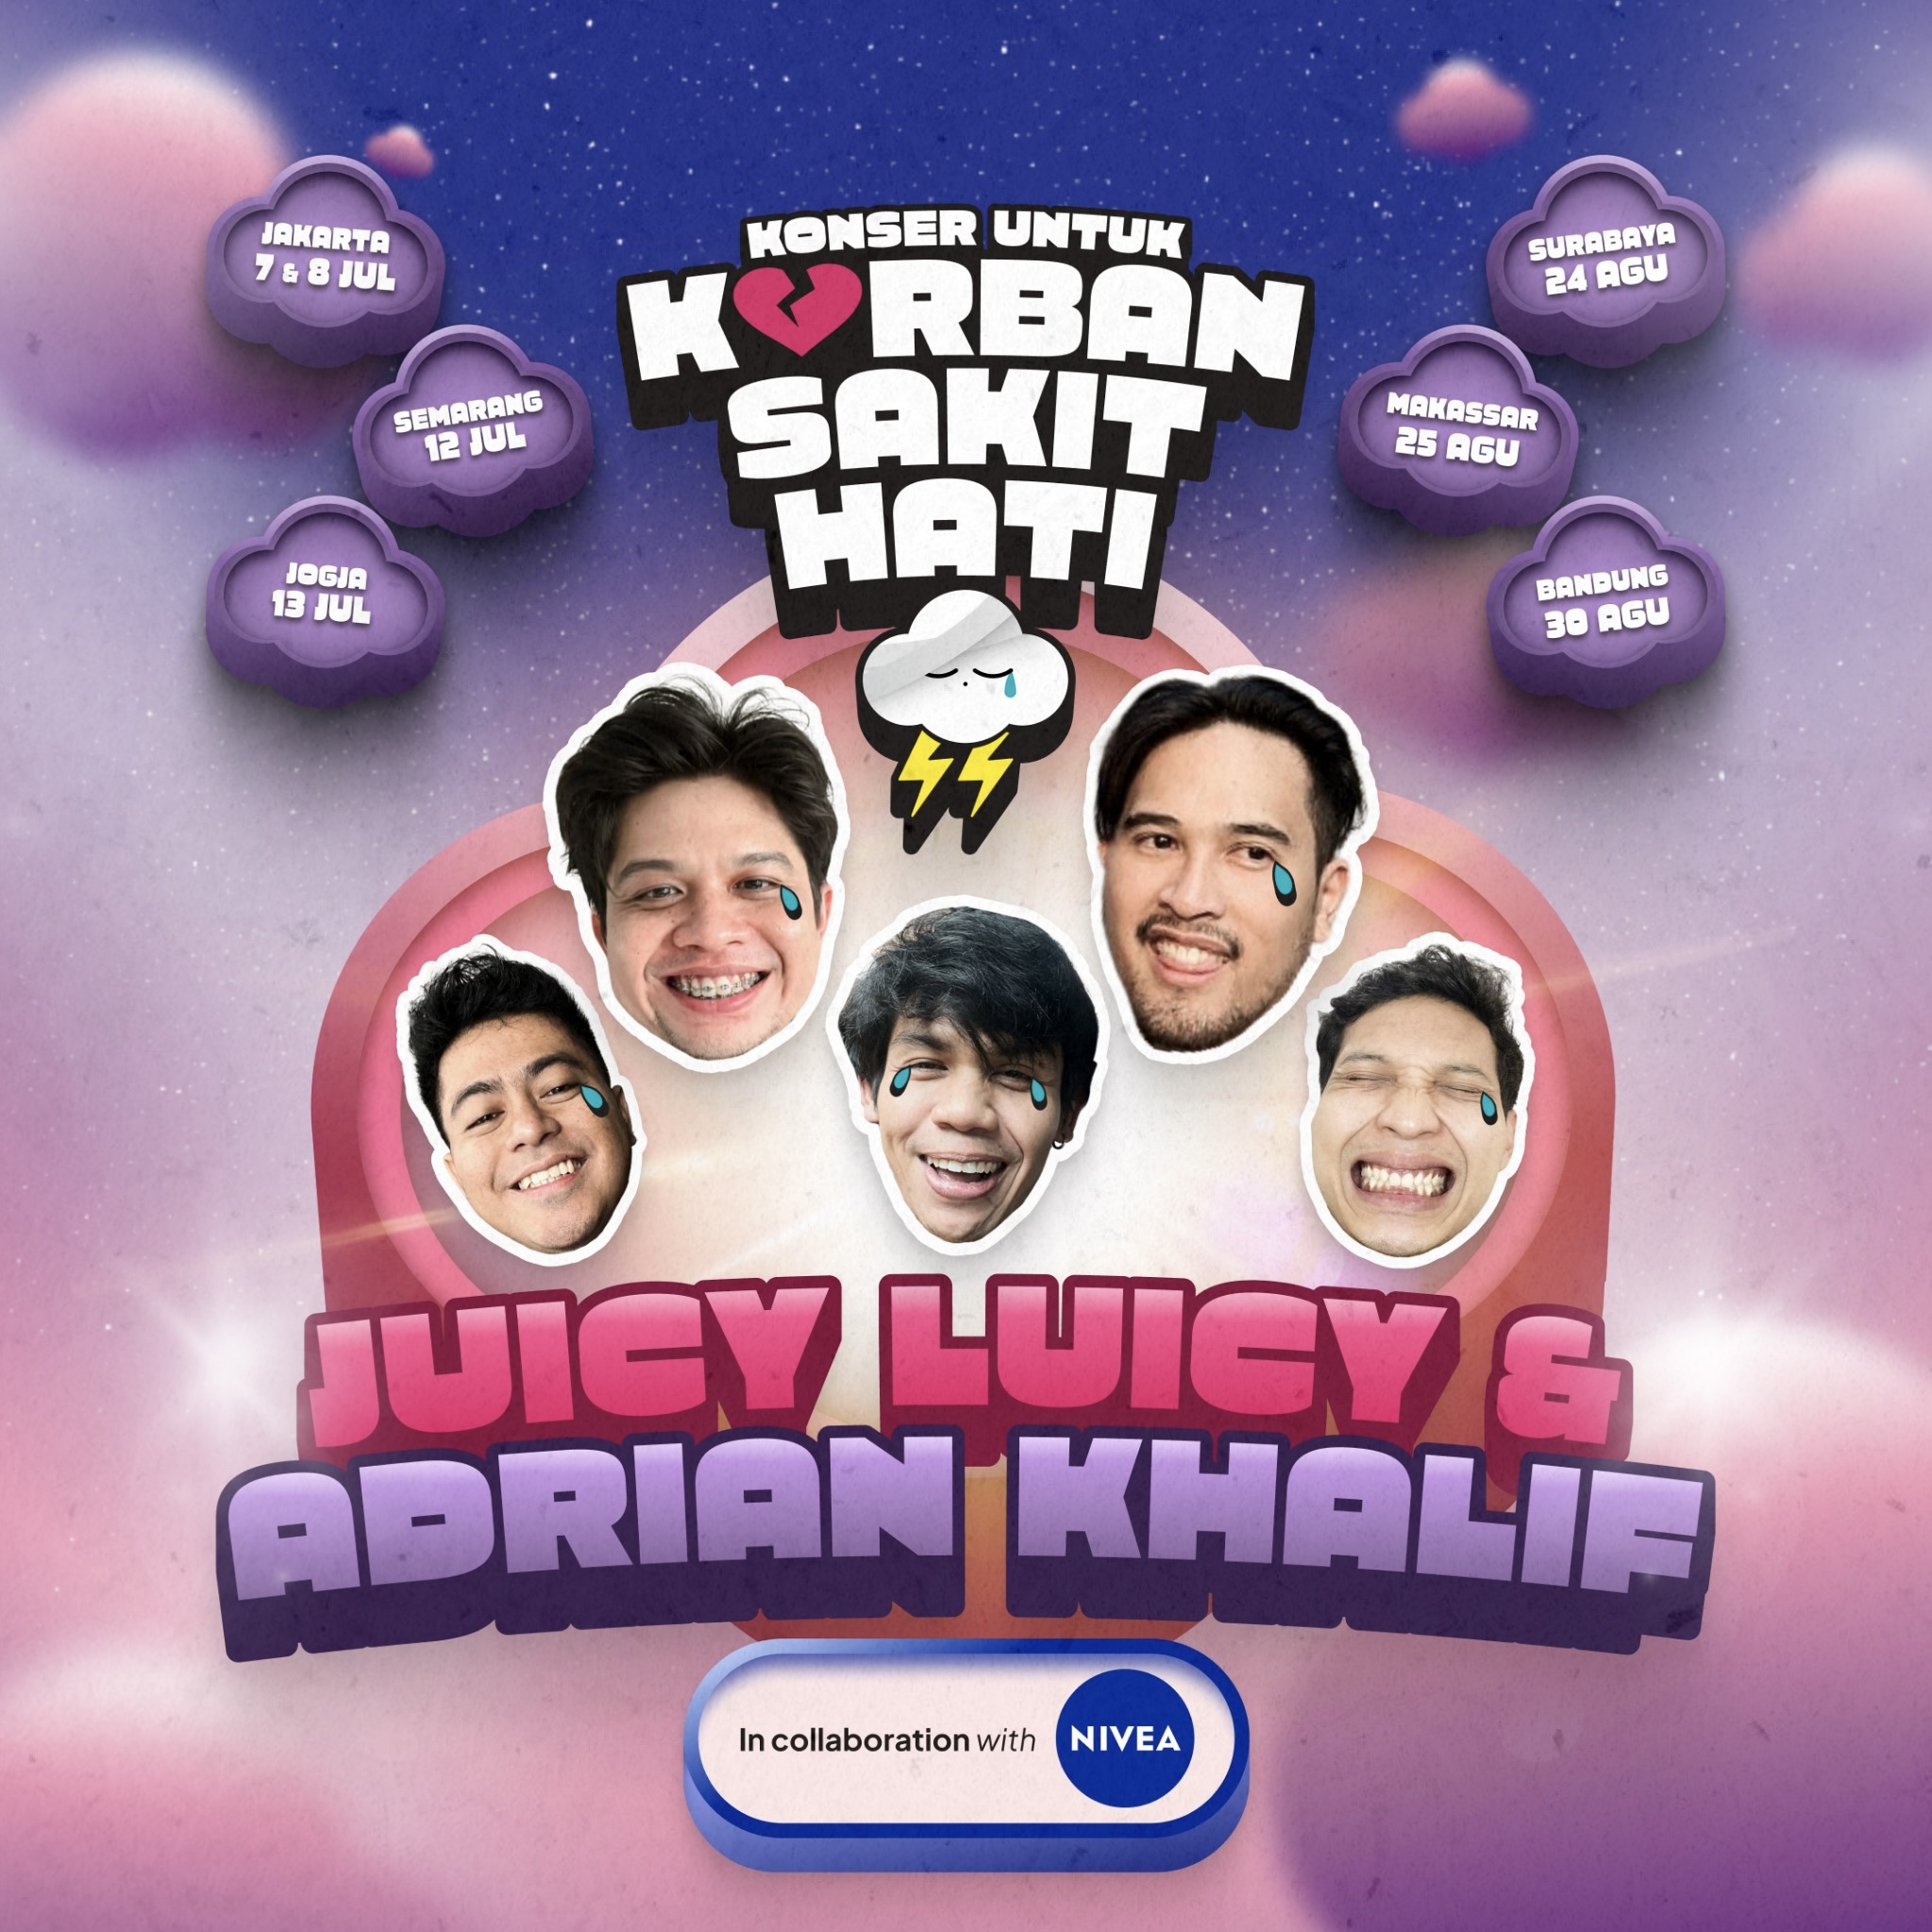 KONSER UNTUK
KORBAN
SAKIT
HATI
JAKARTA
7 & 8 JUL
SEMARANG
12 JUL
JOGJA
13 JUL
SURABAYA
24 AGU
MAKASSAR
25 AGU
BANDUNG
30 AGU
JUICY LUICY &
ADRIAN KHALIF
In collaboration with NIVEA